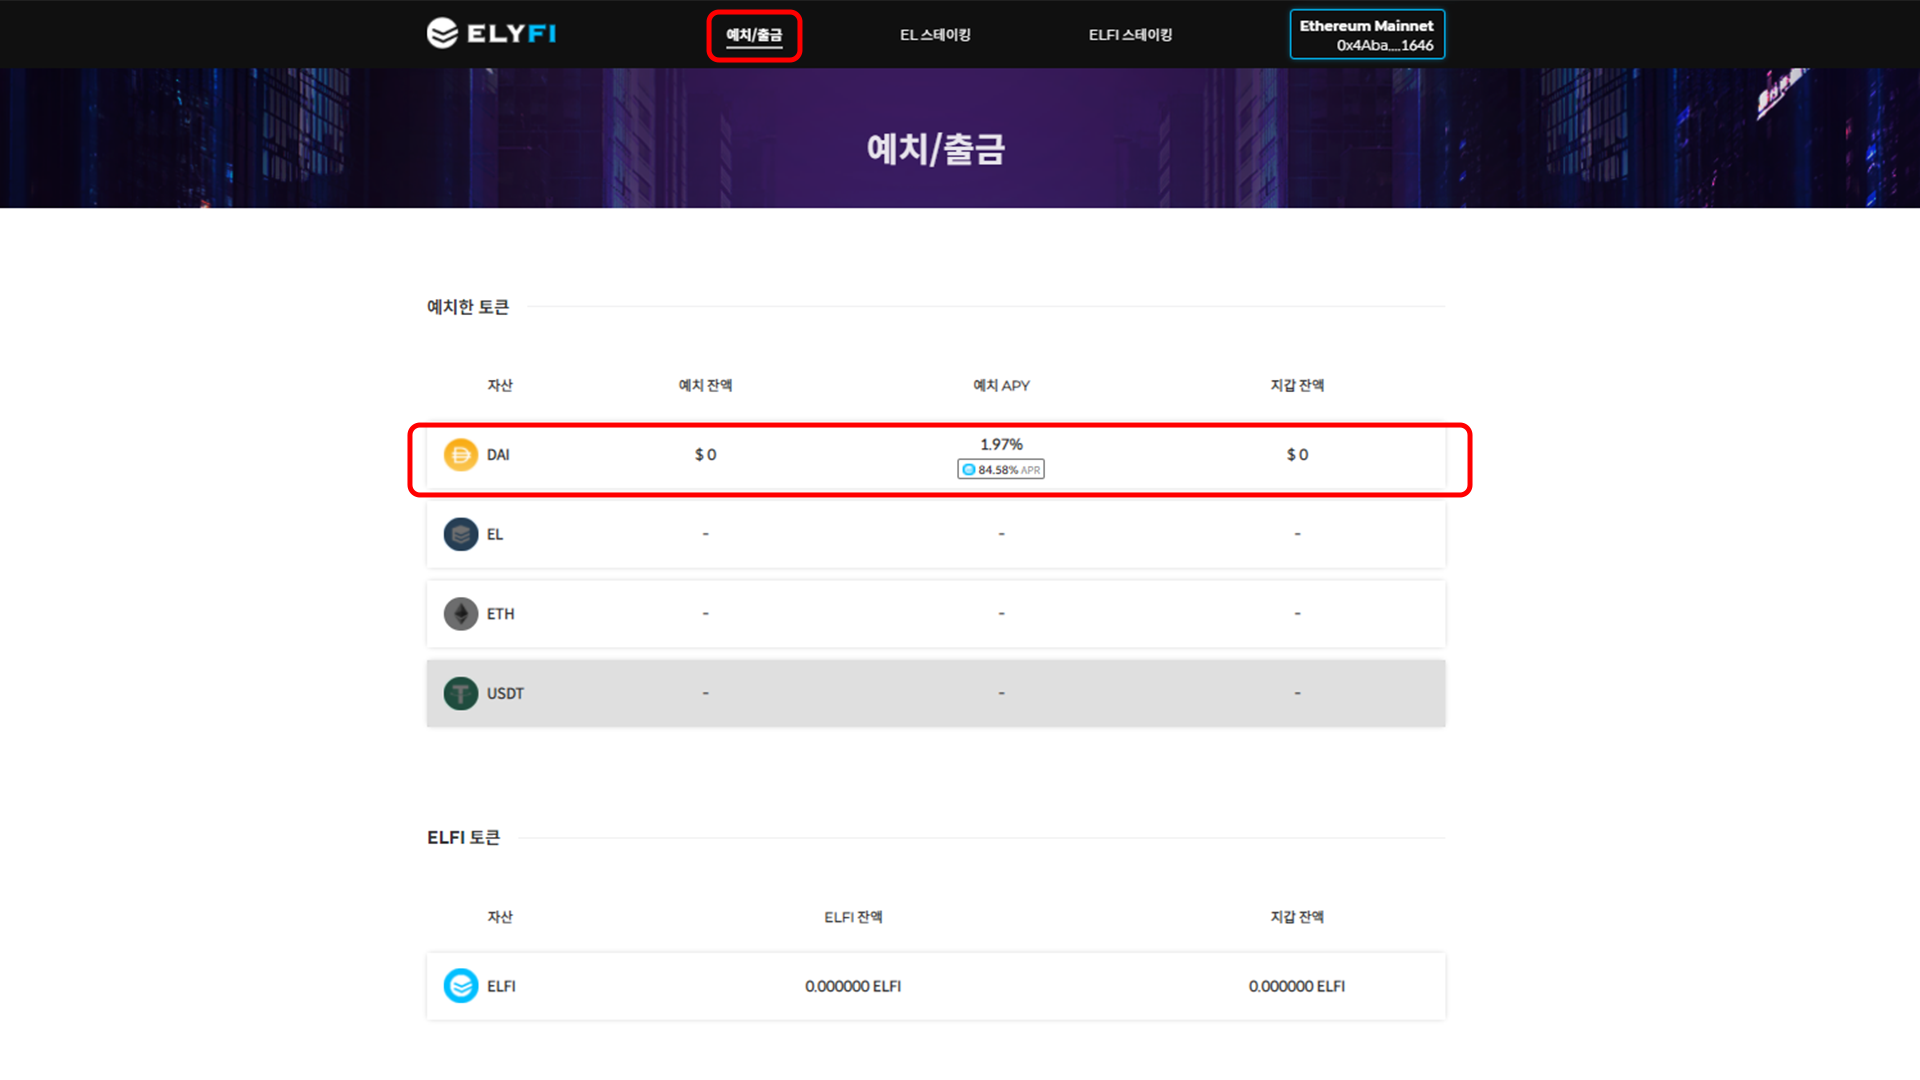 ELYFI
예치/출금
EL 스테이킹
ELFI 스테이킹
Ethereum Mainnet
0x4Aba....1646
예치/출금
예치한 토큰
자산 예치 잔액 예치 APY 지갑 잔액
DAI $ 0 1.97% $ 0
84.58% APR
EL - - -
ETH - - -
USDT - - -
ELFI 토큰
자산 ELFI 잔액 지갑 잔액
ELFI 0.000000 ELFI 0.000000 ELFI